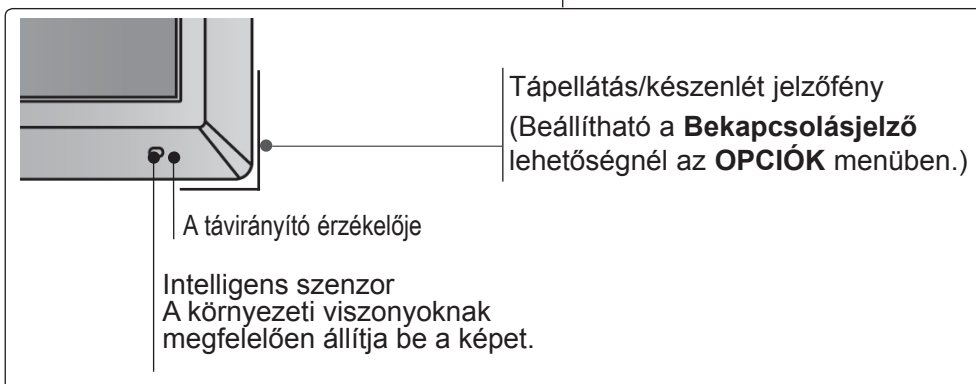 Tápellátás/készenlét jelzőfény
(Beállítható a Bekapcsolásjelző
lehetőségnél az OPCIÓK menüben.)
A távirányító érzékelője
Intelligens szenzor
A környezeti viszonyoknak
megfelelően állítja be a képet.